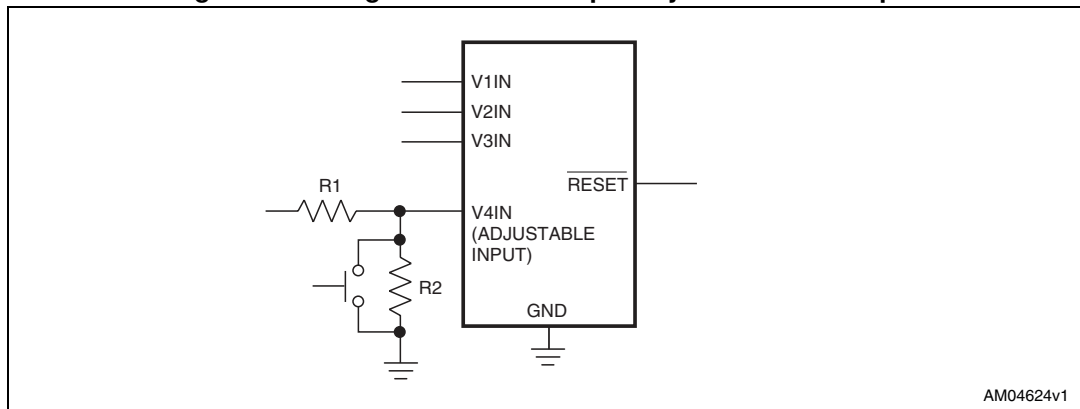 V1IN
V2IN
V3IN
RESET
R1
V4IN
(ADJUSTABLE
INPUT)
R2
GND
AM04624v1